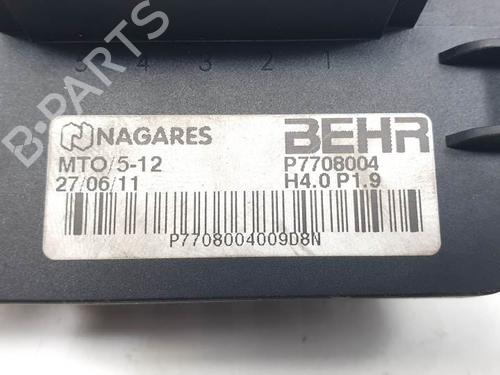 5 4 3 2 1
NAGARES BEHR
MTO/5-12 P7708004
27/06/11 H4.0 P1.9
P7708004009D8N
B-PARTS